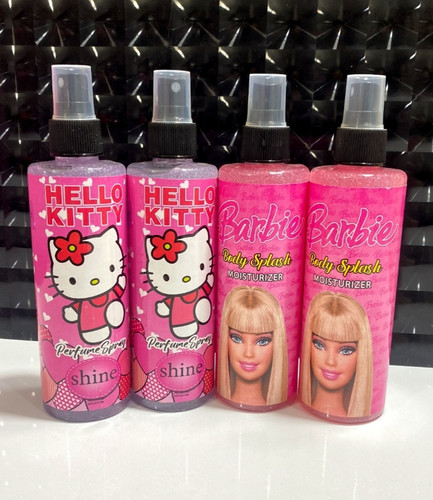 HELLO
KITTY
Perfume Spray
shine
HELLO
KITTY
Perfume Spray
shine
Barbie
Body Splash
MOISTURIZER
Barbie
Body Splash
MOISTURIZER